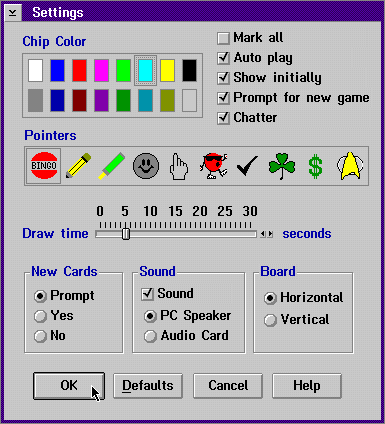 Settings
Chip Color
Mark all
Auto play
Show initially
Prompt for new game
Chatter
Pointers
BINGO
$
0 5 10 15 20 25 30
Draw time seconds
New Cards Sound Board
Prompt Sound Horizontal
Yes PC Speaker Vertical
No Audio Card
OK Defaults Cancel Help